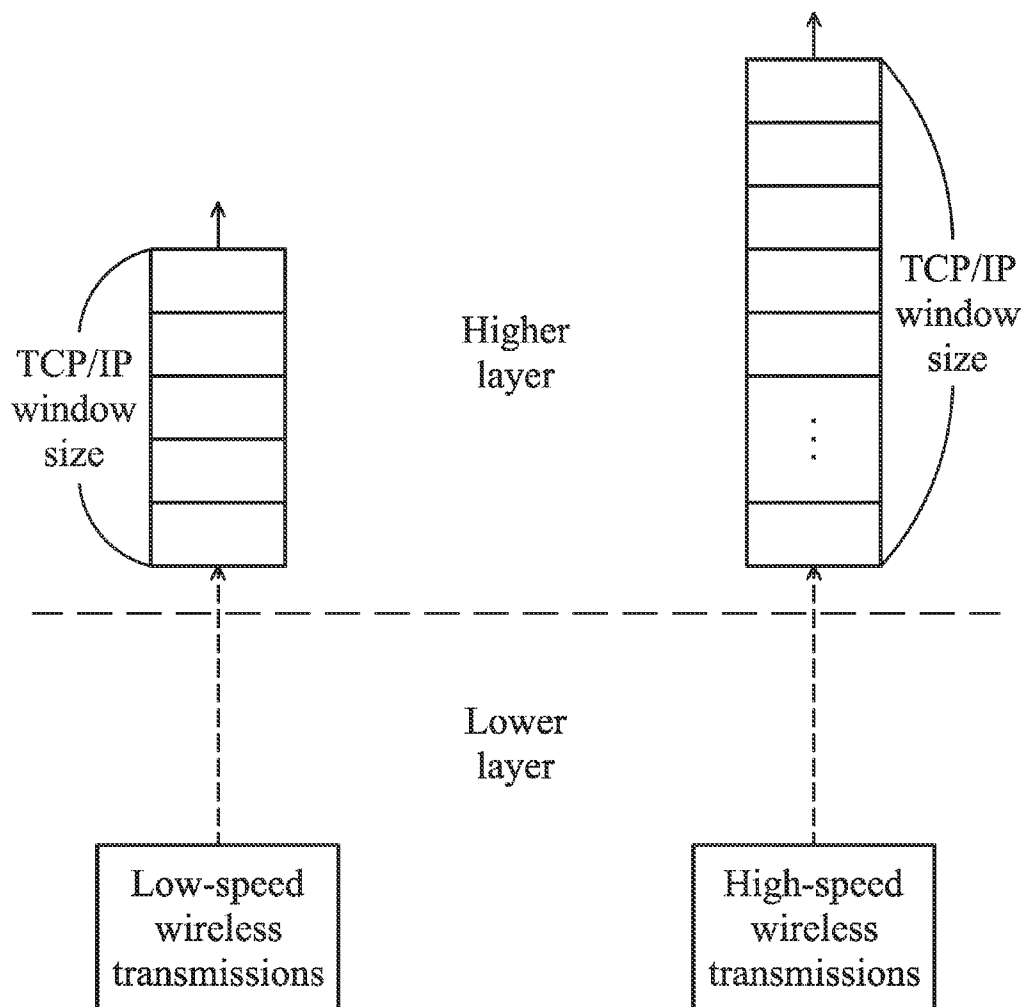 TCP/IP
window
size
Higher
layer
TCP/IP
window
size
Lower
layer
Low-speed
wireless
transmissions
High-speed
wireless
transmissions